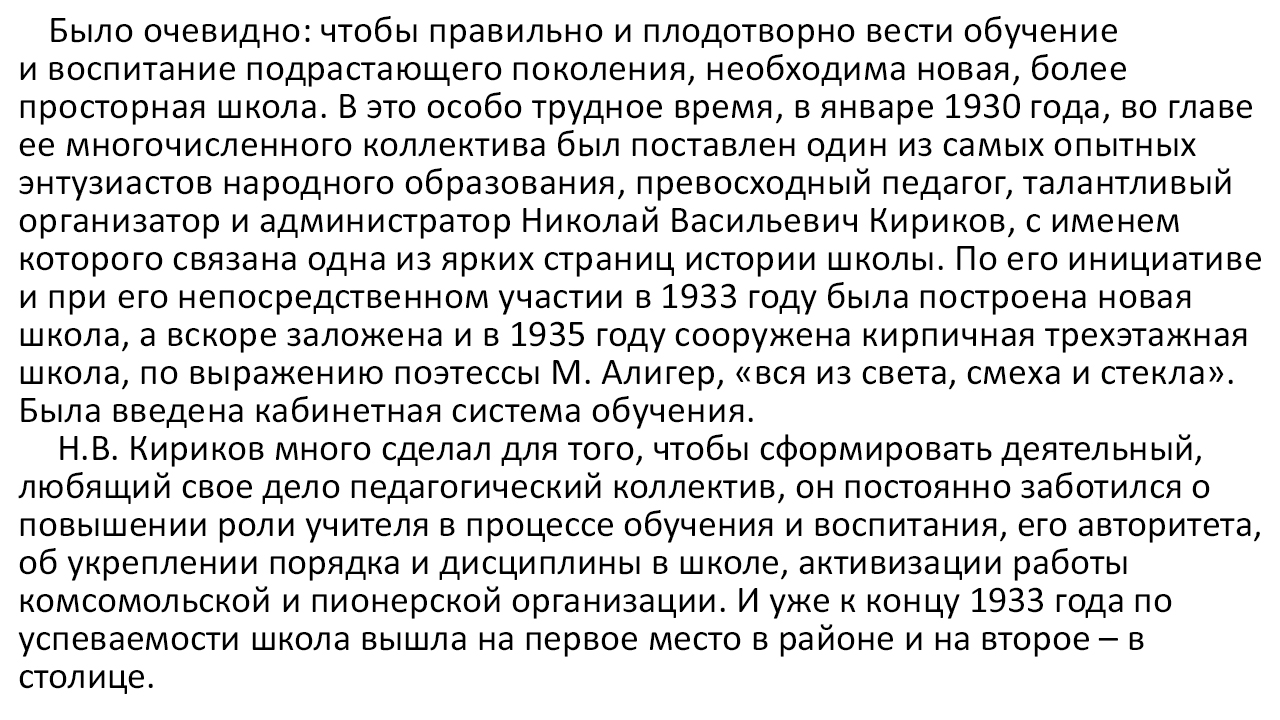 Было очевидно: чтобы правильно и плодотворно вести обучение
и воспитание подрастающего поколения, необходима новая, более
просторная школа. В это особо трудное время, в январе 1930 года, во главе
ее многочисленного коллектива был поставлен один из самых опытных
энтузиастов народного образования, превосходный педагог, талантливый
организатор и администратор Николай Васильевич Кириков, с именем
которого связана одна из ярких страниц истории школы. По его инициативе
и при его непосредственном участии в 1933 году была построена новая
школа, а вскоре заложена и в 1935 году сооружена кирпичная трехэтажная
школа, по выражению поэтессы М. Алигер, «вся из света, смеха и стекла».
Была введена кабинетная система обучения.
Н.В. Кириков много сделал для того, чтобы сформировать деятельный,
любящий свое дело педагогический коллектив, он постоянно заботился о
повышении роли учителя в процессе обучения и воспитания, его авторитета,
об укреплении порядка и дисциплины в школе, активизации работы
комсомольской и пионерской организации. И уже к концу 1933 года по
успеваемости школа вышла на первое место в районе и на второе – в
столице.